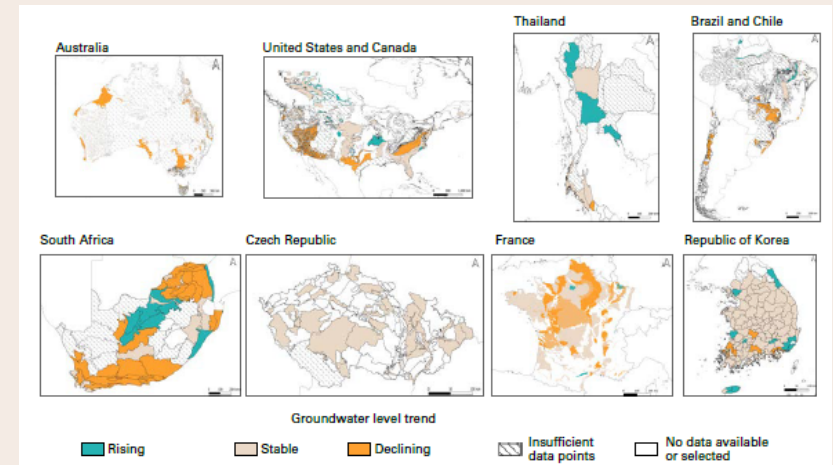 Thailand
Brazil and Chile
Australia
United States and Canada
South Africa
Czech Republic
France
Republic of Korea
Groundwater level trend
Rising
Stable
Declining
Insufficient
data points
No data available
or selected